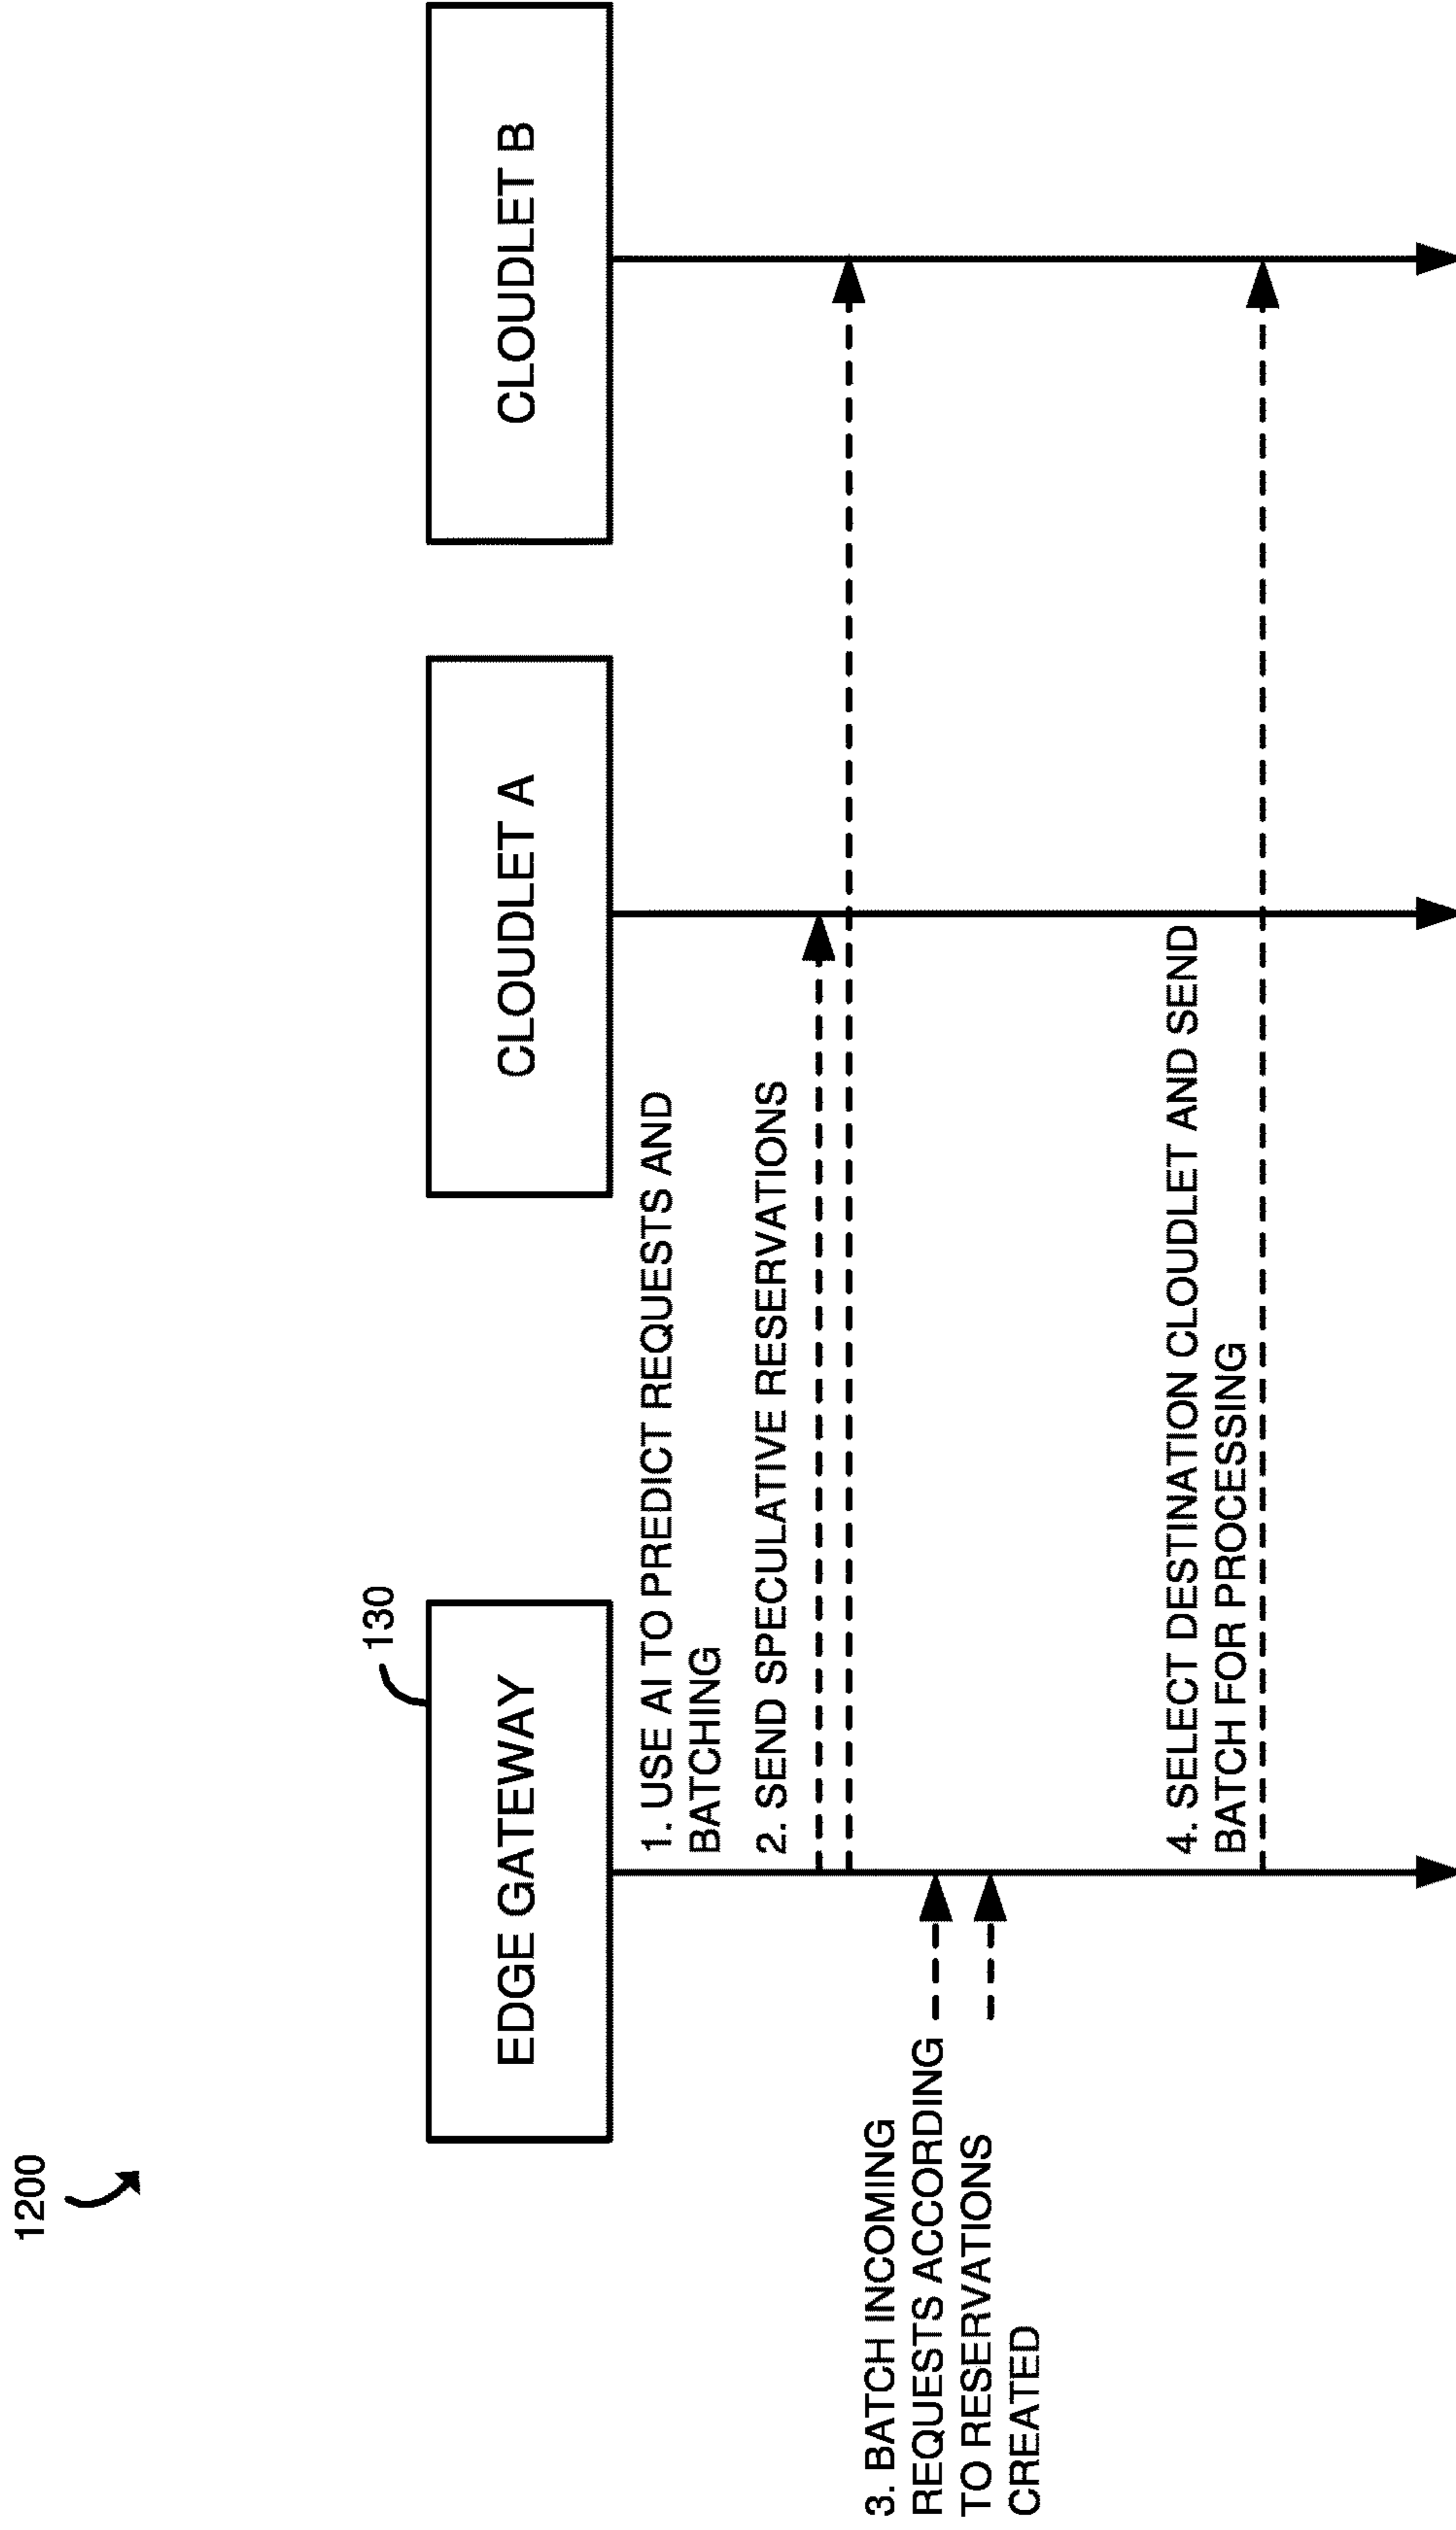 1200
130
EDGE GATEWAY
CLOUDLET A
CLOUDLET B
1. USE AI TO PREDICT REQUESTS AND
BATCHING
2. SEND SPECULATIVE RESERVATIONS
3. BATCH INCOMING
REQUESTS ACCORDING
TO RESERVATIONS
CREATED
4. SELECT DESTINATION CLOUDLET AND SEND
BATCH FOR PROCESSING